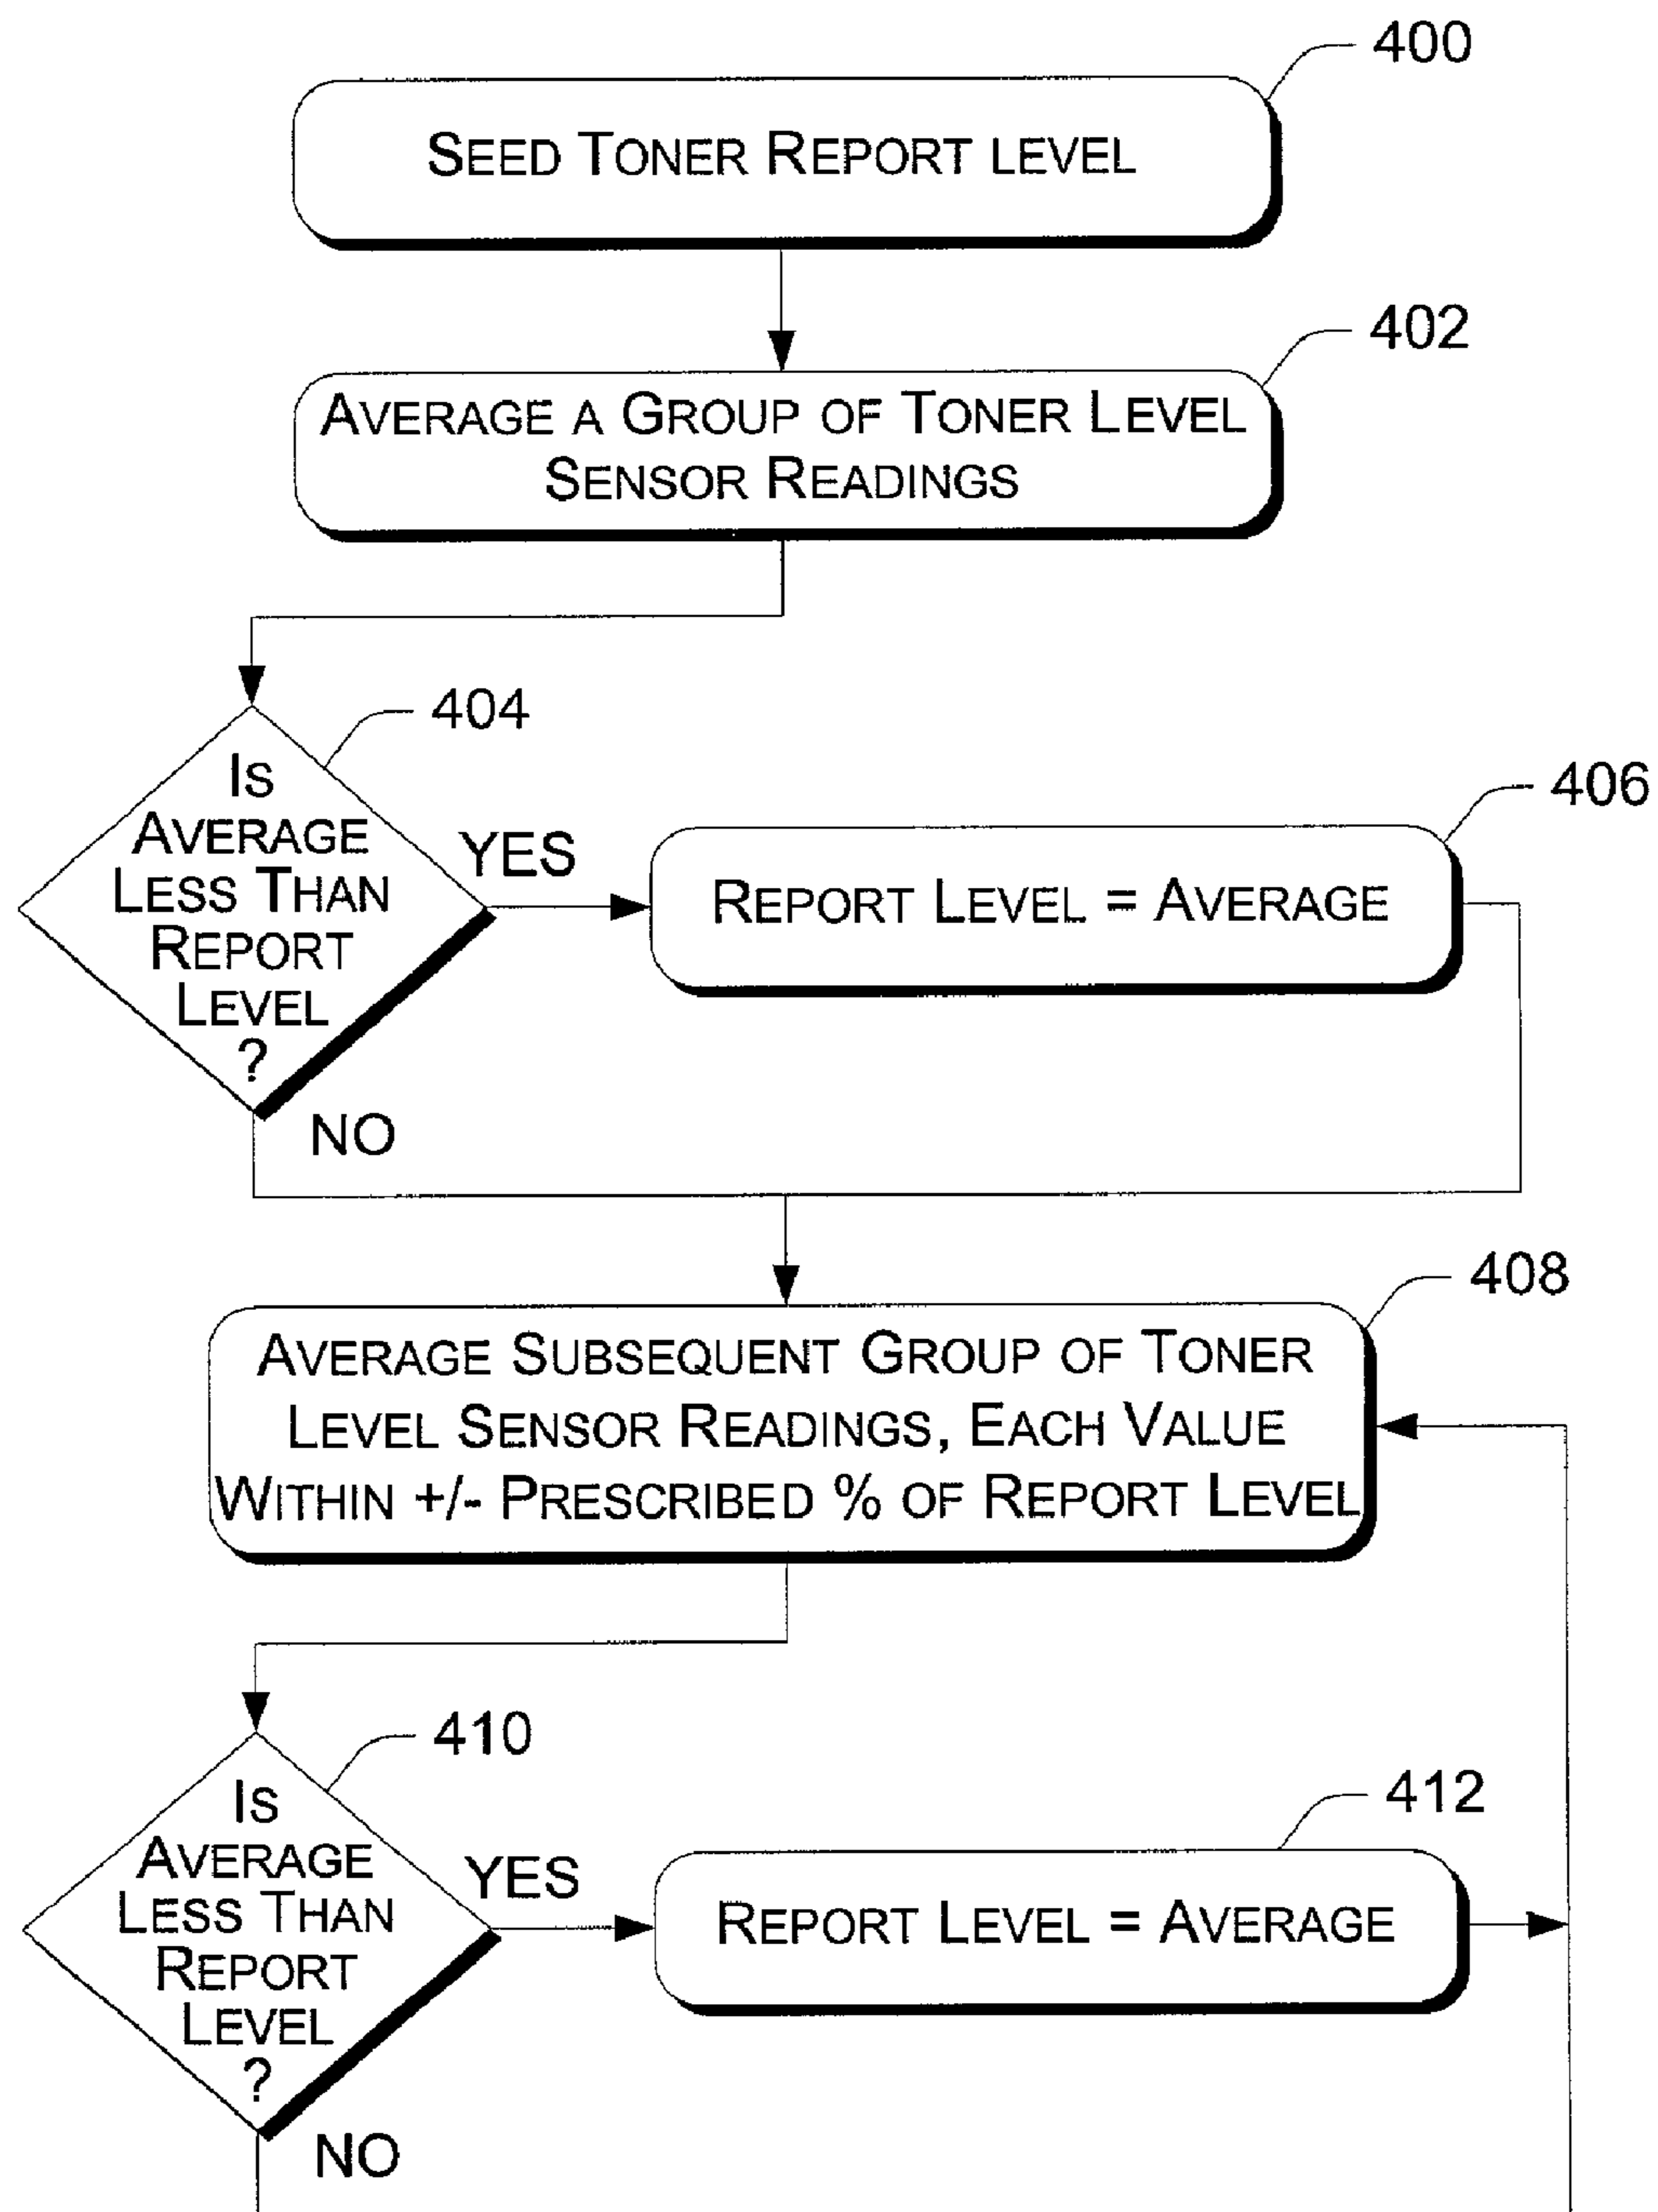 400
SEED TONER REPORT LEVEL
402
AVERAGE A GROUP OF TONER LEVEL
SENSOR READINGS
404
IS
AVERAGE
LESS THAN
REPORT
LEVEL
?
YES
NO
406
REPORT LEVEL = AVERAGE
408
AVERAGE SUBSEQUENT GROUP OF TONER
LEVEL SENSOR READINGS, EACH VALUE
WITHIN +/- PRESCRIBED % OF REPORT LEVEL
410
IS
AVERAGE
LESS THAN
REPORT
LEVEL
?
YES
NO
412
REPORT LEVEL = AVERAGE